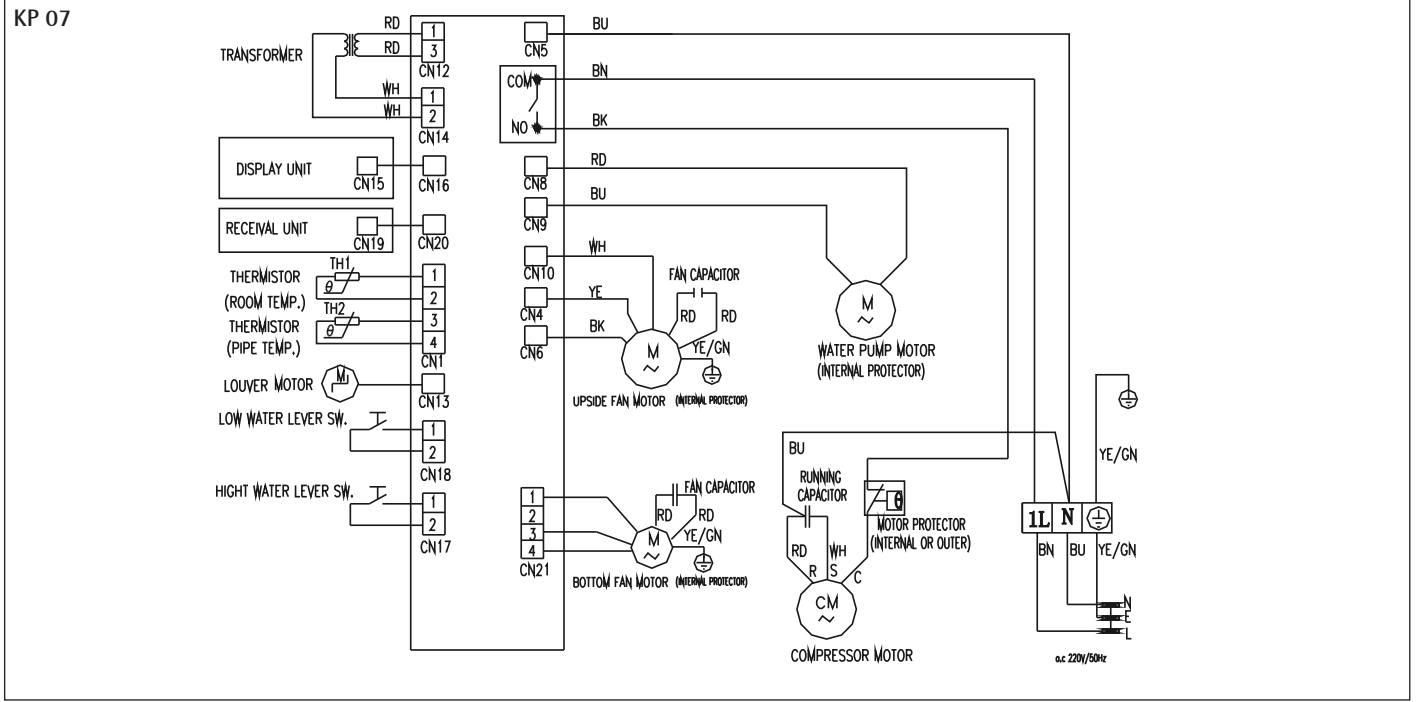 KP 07
TRANSFORMER
RD
RD
1
3
CN12
WH
WH
1
2
CN14
DISPLAY UNIT
CN15
CN16
RECEIVAL UNIT
CN19
CN20
THERMISTOR
(ROOM TEMP.)
TH1
θ
THERMISTOR
(PIPE TEMP.)
TH2
θ
1
2
3
4
CN1
LOUVER MOTOR
M
CN13
LOW WATER LEVER SW.
1
2
CN18
HIGHT WATER LEVER SW.
1
2
CN17
CN5
BU
COM
BN
NO
BK
CN8
RD
CN9
BU
CN10
WH
CN4
YE
CN6
BK
FAN CAPACITOR
RD
RD
YE/GN
M
~
UPSIDE FAN MOTOR (INTERNAL PROTECTOR)
M
~
WATER PUMP MOTOR
(INTERNAL PROTECTOR)
1
2
3
4
CN21
FAN CAPACITOR
RD
RD
YE/GN
M
~
BOTTOM FAN MOTOR (INTERNAL PROTECTOR)
BU
RUNNING
CAPACITOR
θ
MOTOR PROTECTOR
(INTERNAL OR OUTER)
RD
WH
R
S
C
CM
~
COMPRESSOR MOTOR
YE/GN
1L
N
BN
BU
YE/GN
N
E
L
a.c 220V/50Hz